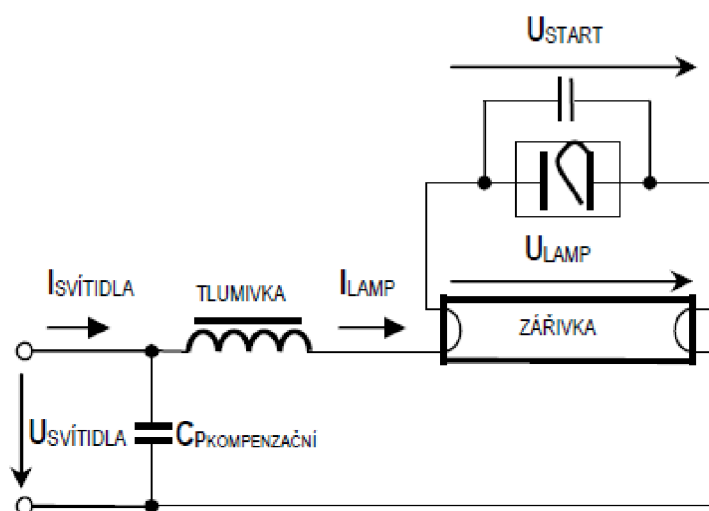 USTART
ULAMP
ISVÍTIDLA
TLUMIVKA
ILAMP
ZÁŘIVKA
USVÍTIDLA
CPKOMPENZAČNÍ